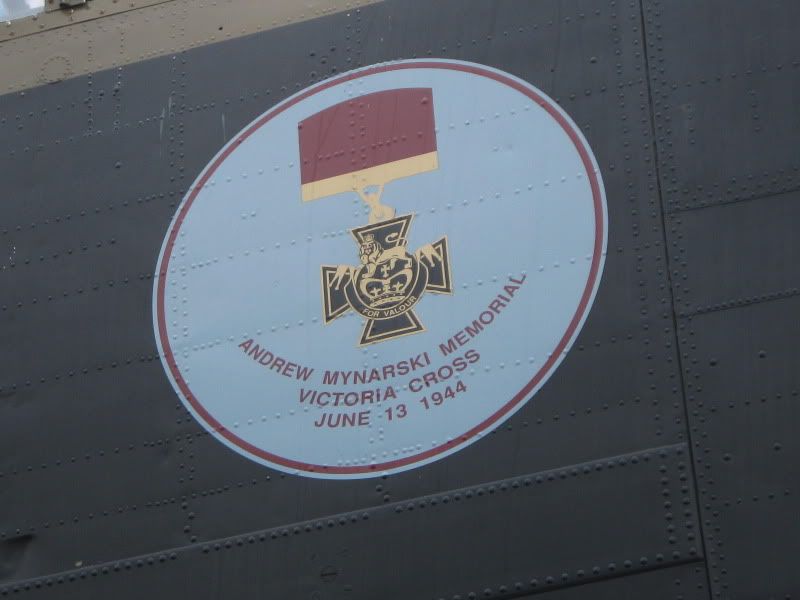 FOR VALOUR
ANDREW MYNARSKI MEMORIAL
VICTORIA CROSS
JUNE 13 1944